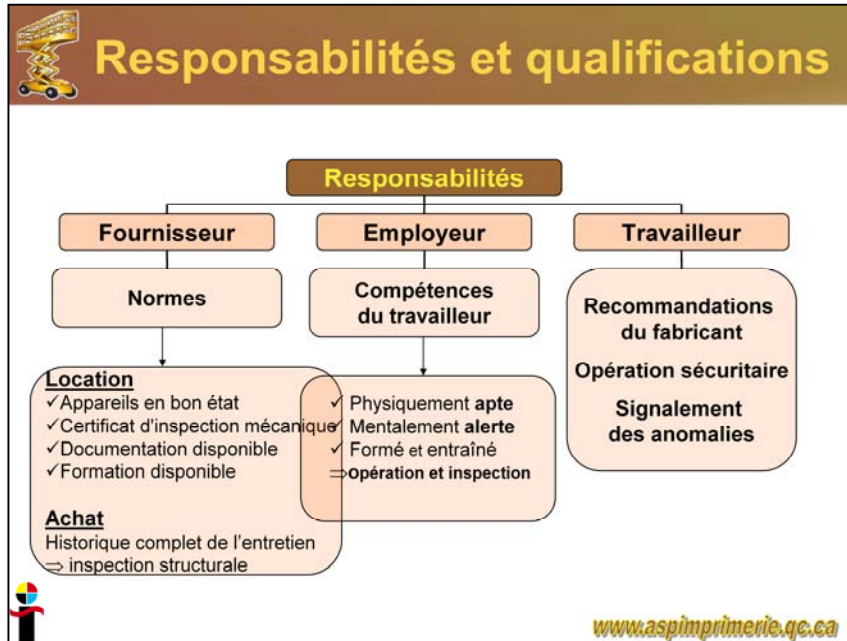 Responsabilités et qualifications
Responsabilités
Fournisseur
Employeur
Travailleur
Normes
Compétences
du travailleur
Recommandations
du fabricant
Opération sécuritaire
Signalement
des anomalies
Location
✓Appareils en bon état
✓Certificat d'inspection mécanique
✓Documentation disponible
✓Formation disponible
Achat
Historique complet de l'entretien
⇒ inspection structurale
✓ Physiquement apte
✓ Mentalement alerte
✓ Formé et entraîné
⇒Opération et inspection
www.aspimprimerie.qc.ca